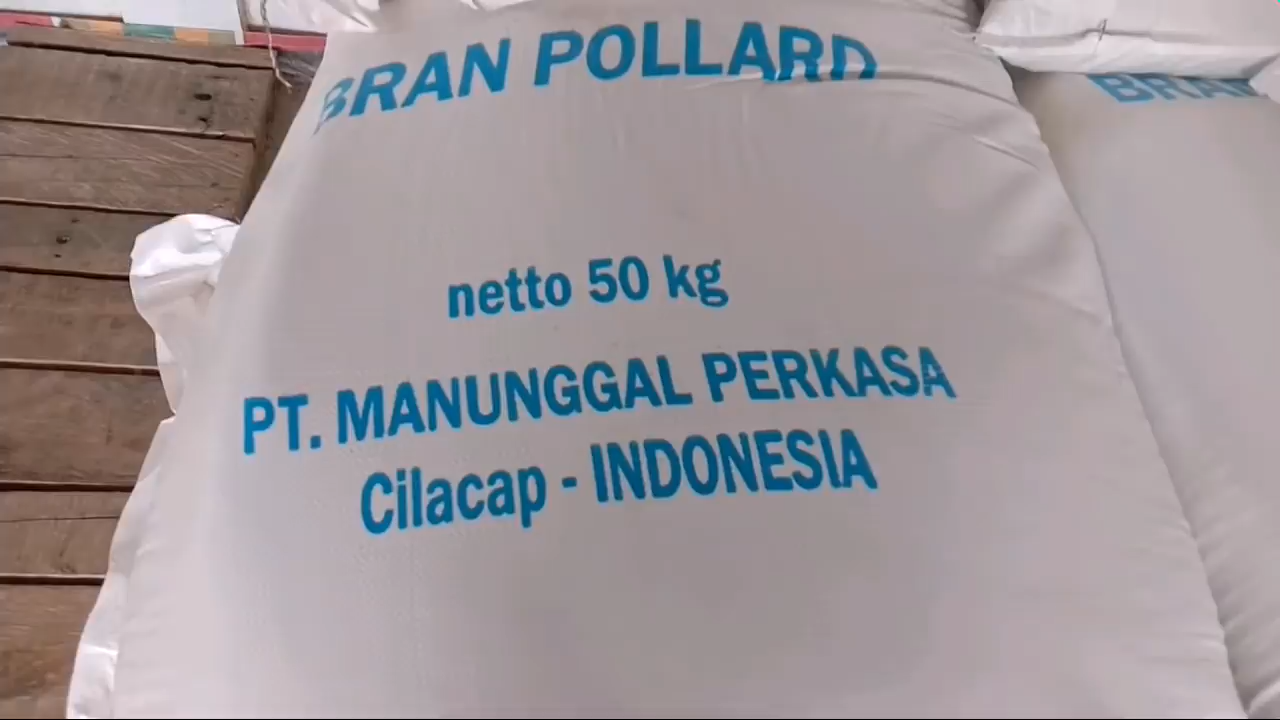 BRAN POLLARD
netto 50 kg
PT. MANUNGGAL PERKASA
Cilacap - INDONESIA
BRAN